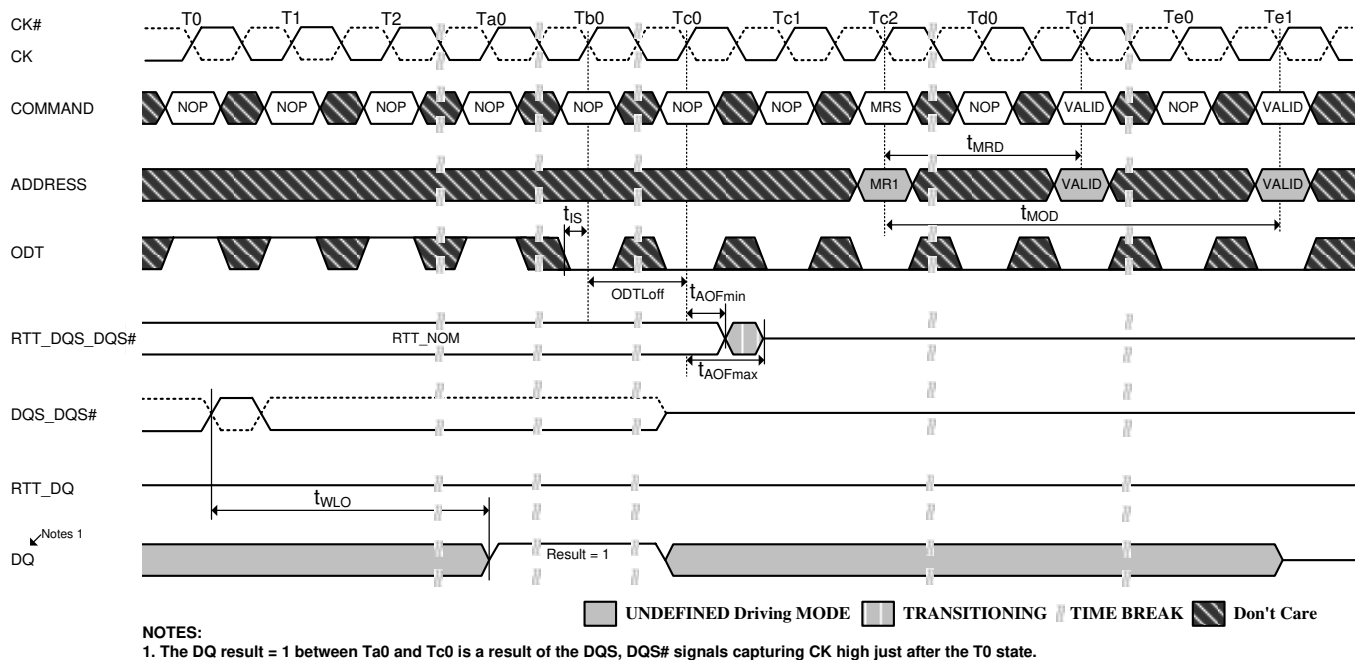 T0 T1 T2 Ta0 Tb0 Tc0 Tc1 Tc2 Td0 Td1 Te0 Te1
CK#
CK
COMMAND NOP NOP NOP NOP NOP NOP NOP MRS NOP VALID NOP VALID
tMRD
ADDRESS MR1 VALID VALID
tIS tMOD
ODT
ODTLoff tAOFmin
RTT_DQS_DQS# RTT_NOM
tAOFmax
DQS_DQS#
RTT_DQ
tWLO
Notes 1
DQ Result = 1
UNDEFINED Driving MODE TRANSITIONING TIME BREAK Don't Care
NOTES:
1. The DQ result = 1 between Ta0 and Tc0 is a result of the DQS, DQS# signals capturing CK high just after the T0 state.